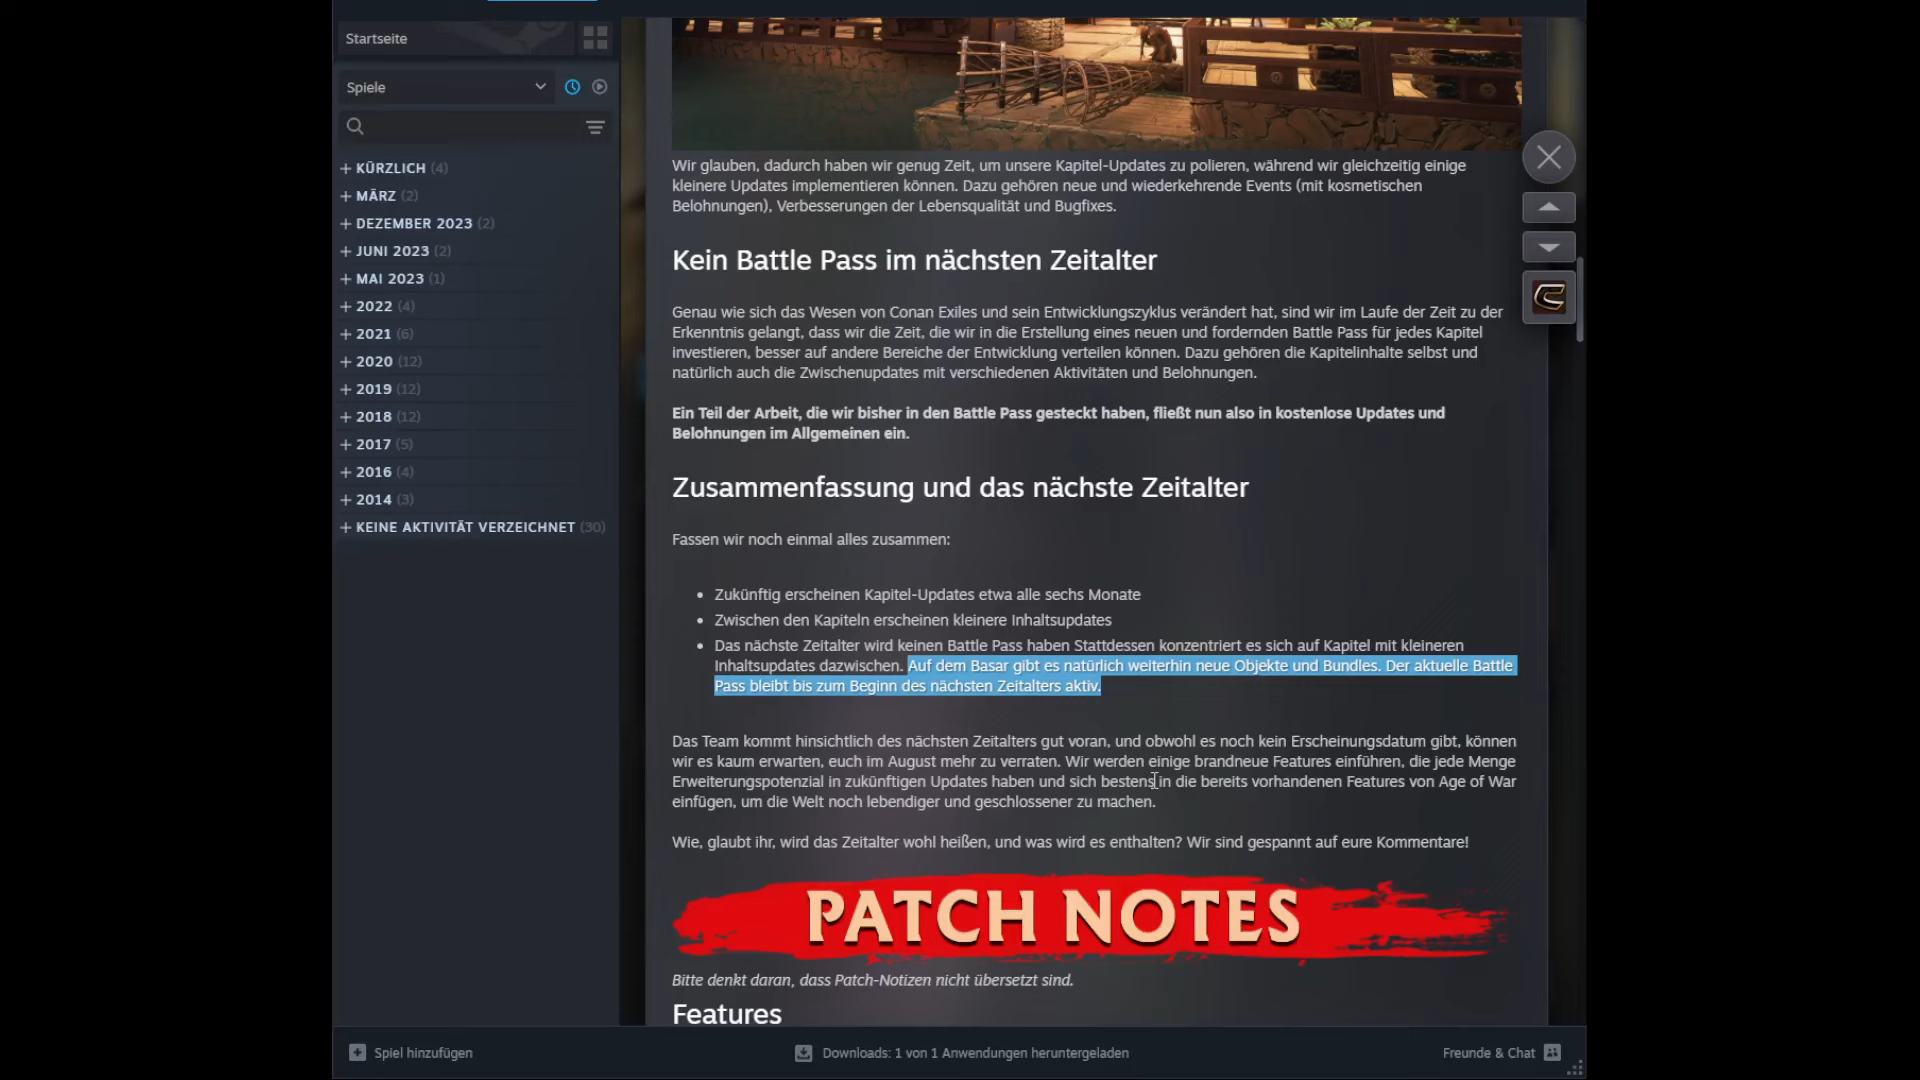 Startseite
Spiele
+ KÜRZLICH (4)
+ MÄRZ (2)
+ DEZEMBER 2023 (2)
+ JUNI 2023 (2)
+ MAI 2023 (1)
+ 2022 (4)
+ 2021 (6)
+ 2020 (12)
+ 2019 (12)
+ 2018 (12)
+ 2017 (5)
+ 2016 (4)
+ 2014 (3)
+ KEINE AKTIVITÄT VERZEICHNET (30)
Wir glauben, dadurch haben wir genug Zeit, um unsere Kapitel-Updates zu polieren, während wir gleichzeitig einige
kleinere Updates implementieren können. Dazu gehören neue und wiederkehrende Events (mit kosmetischen
Belohnungen), Verbesserungen der Lebensqualität und Bugfixes.
Kein Battle Pass im nächsten Zeitalter
Genau wie sich das Wesen von Conan Exiles und sein Entwicklungszyklus verändert hat, sind wir im Laufe der Zeit zu der
Erkenntnis gelangt, dass wir die Zeit, die wir in die Erstellung eines neuen und fordernden Battle Pass für jedes Kapitel
investieren, besser auf andere Bereiche der Entwicklung verteilen können. Dazu gehören die Kapitelinhalte selbst und
natürlich auch die Zwischenupdates mit verschiedenen Aktivitäten und Belohnungen.
Ein Teil der Arbeit, die wir bisher in den Battle Pass gesteckt haben, fließt nun also in kostenlose Updates und
Belohnungen im Allgemeinen ein.
Zusammenfassung und das nächste Zeitalter
Fassen wir noch einmal alles zusammen:
• Zukünftig erscheinen Kapitel-Updates etwa alle sechs Monate
• Zwischen den Kapiteln erscheinen kleinere Inhaltsupdates
• Das nächste Zeitalter wird keinen Battle Pass haben Stattdessen konzentriert es sich auf Kapitel mit kleineren
Inhaltsupdates dazwischen. Auf dem Basar gibt es natürlich weiterhin neue Objekte und Bundles. Der aktuelle Battle
Pass bleibt bis zum Beginn des nächsten Zeitalters aktiv.
Das Team kommt hinsichtlich des nächsten Zeitalters gut voran, und obwohl es noch kein Erscheinungsdatum gibt, können
wir es kaum erwarten, euch im August mehr zu verraten. Wir werden einige brandneue Features einführen, die jede Menge
Erweiterungspotenzial in zukünftigen Updates haben und sich bestens in die bereits vorhandenen Features von Age of War
einfügen, um die Welt noch lebendiger und geschlossener zu machen.
Wie, glaubt ihr, wird das Zeitalter wohl heißen, und was wird es enthalten? Wir sind gespannt auf eure Kommentare!
PATCH NOTES
Bitte denkt daran, dass Patch-Notizen nicht übersetzt sind.
Features
Spiel hinzufügen
Downloads: 1 von 1 Anwendungen heruntergeladen
Freunde & Chat